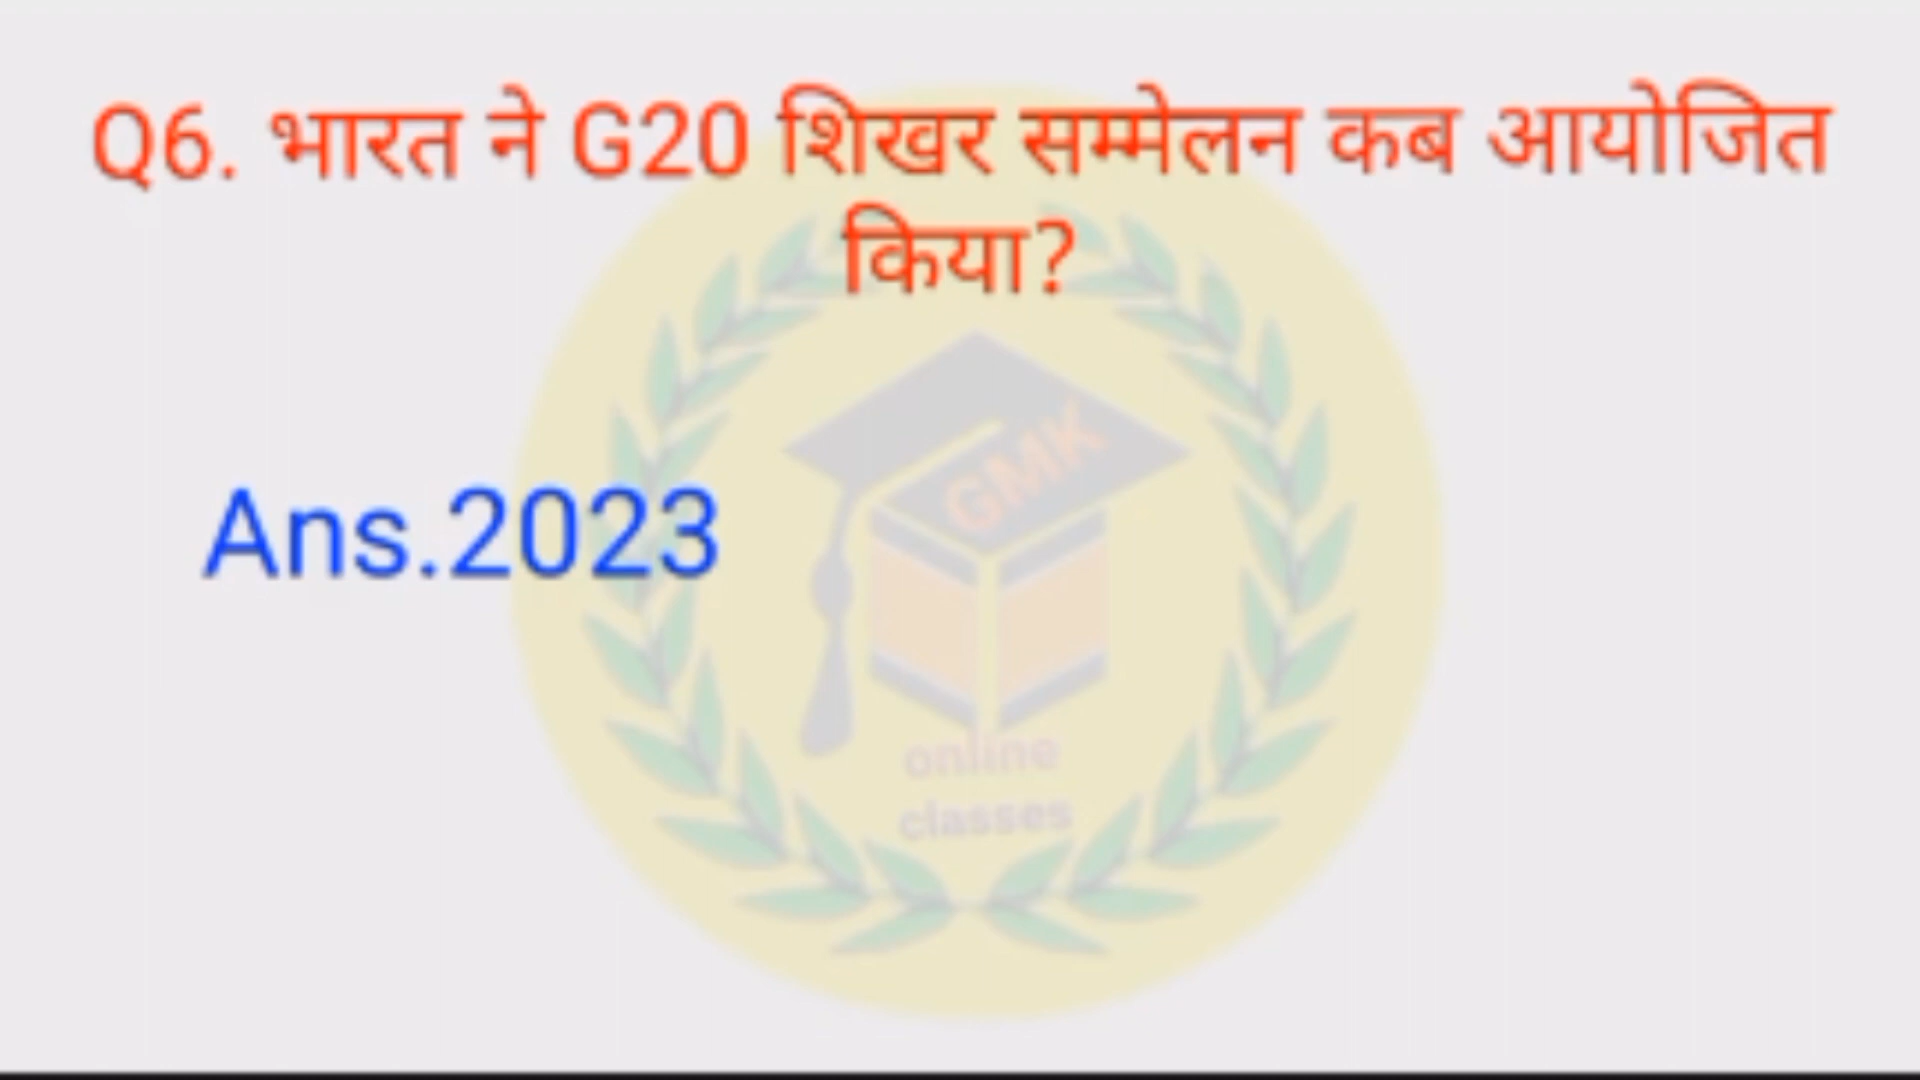 Q6. भारत ने G20 शिखर सम्मेलन कब आयोजित
किया?
Ans.2023
GMK
online
classes